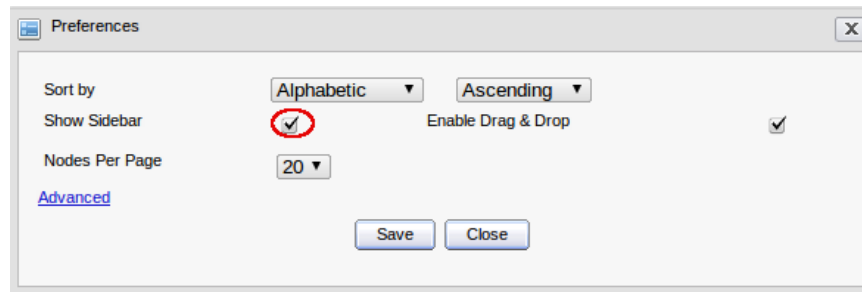 Preferences X
Sort by Alphabetic Ascending
Show Sidebar Enable Drag & Drop
Nodes Per Page 20
Advanced
Save Close